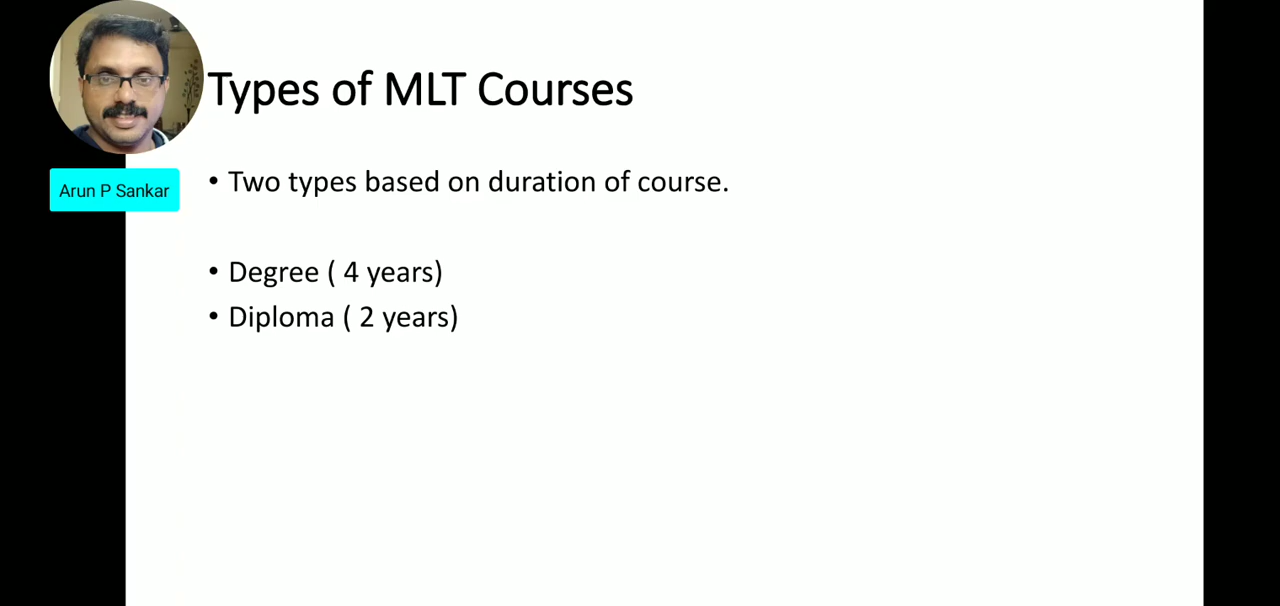 Types of MLT Courses
Arun P Sankar
• Two types based on duration of course.
• Degree ( 4 years)
• Diploma ( 2 years)